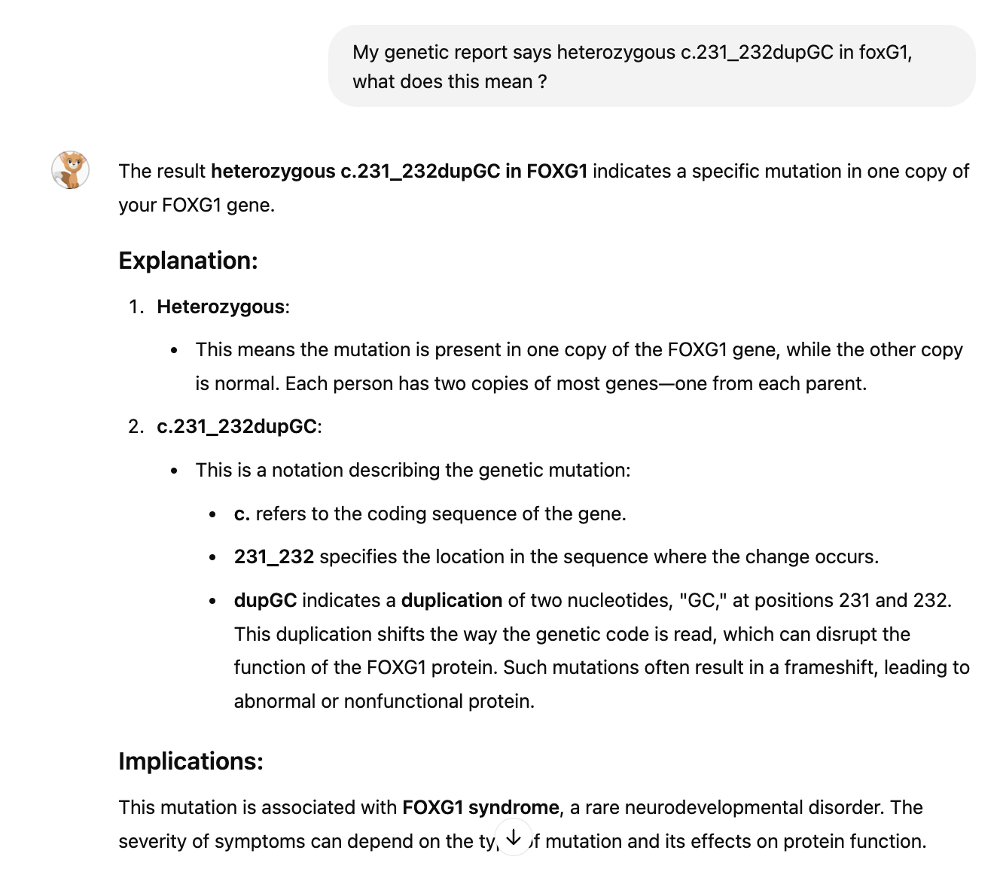 My genetic report says heterozygous c.231_232dupGC in foxG1,
what does this mean ?
The result heterozygous c.231_232dupGC in FOXG1 indicates a specific mutation in one copy of
your FOXG1 gene.
Explanation:
1. Heterozygous:
• This means the mutation is present in one copy of the FOXG1 gene, while the other copy
is normal. Each person has two copies of most genes—one from each parent.
2. c.231_232dupGC:
• This is a notation describing the genetic mutation:
• c. refers to the coding sequence of the gene.
• 231_232 specifies the location in the sequence where the change occurs.
• dupGC indicates a duplication of two nucleotides, "GC," at positions 231 and 232.
This duplication shifts the way the genetic code is read, which can disrupt the
function of the FOXG1 protein. Such mutations often result in a frameshift, leading to
abnormal or nonfunctional protein.
Implications:
This mutation is associated with FOXG1 syndrome, a rare neurodevelopmental disorder. The
severity of symptoms can depend on the mutation and its effects on protein function.